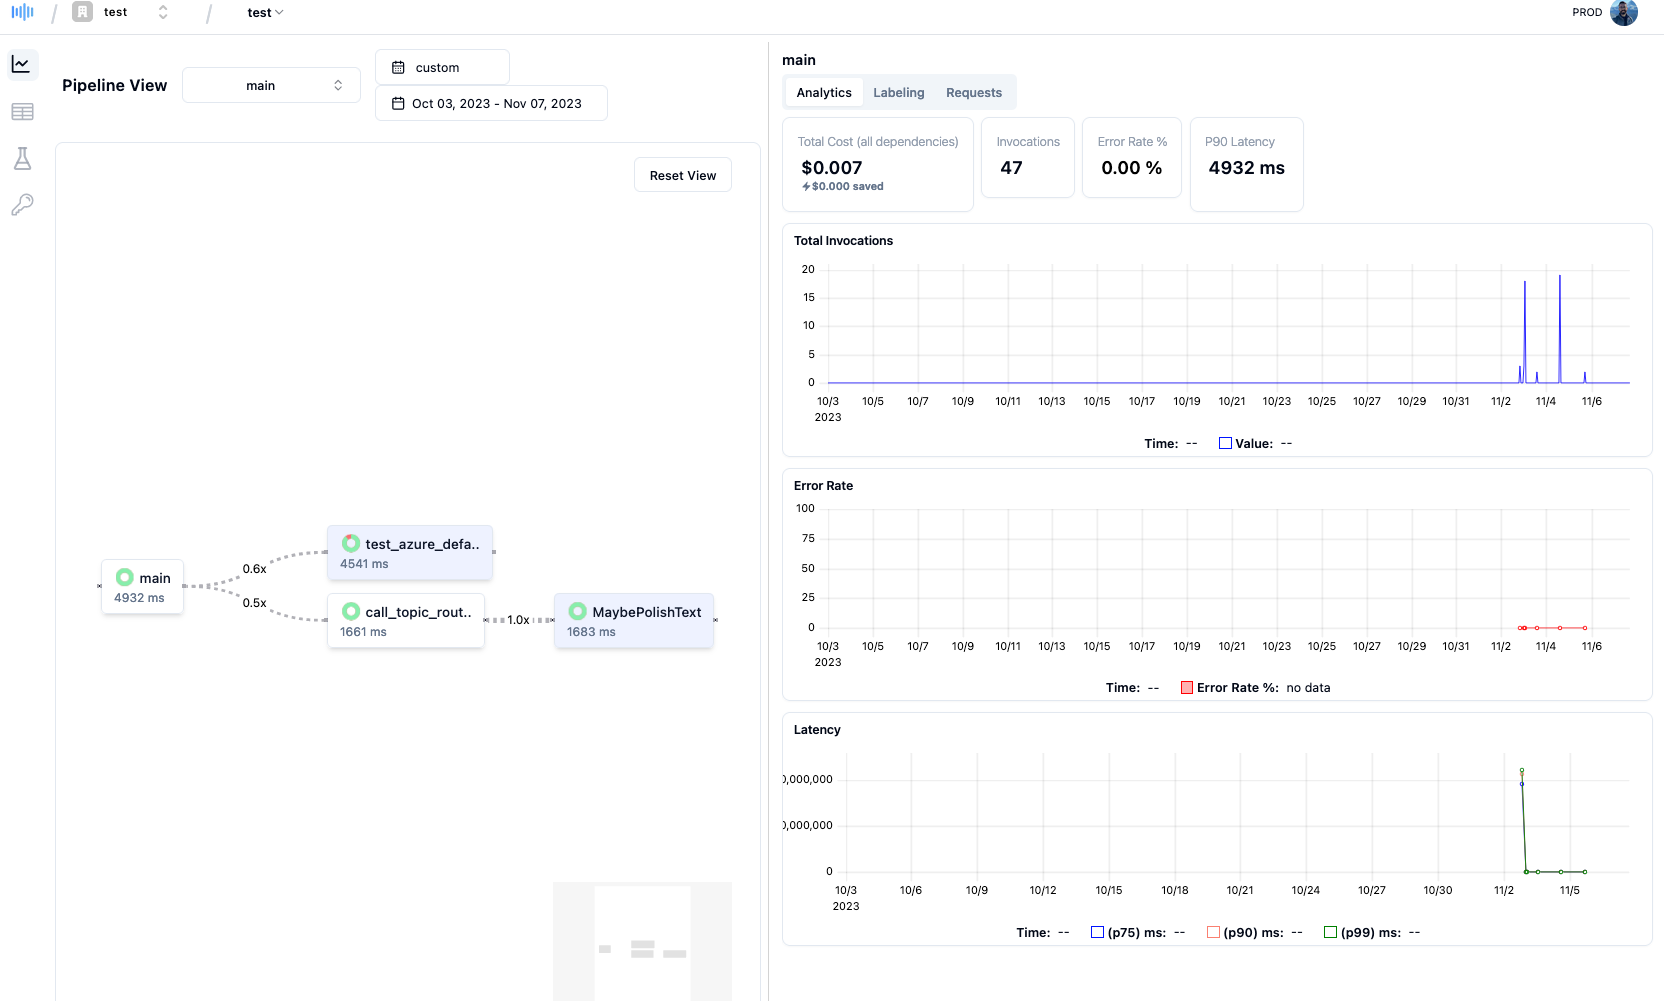 test
test
PROD
Pipeline View
main
custom
Oct 03, 2023 - Nov 07, 2023
Reset View
main
4932 ms
0.6x
0.5x
test_azure_defa..
4541 ms
call_topic_rout..
1661 ms
1.0x
MaybePolishText
1683 ms
main
Analytics Labeling Requests
Total Cost (all dependencies)
$0.007
$0.000 saved
Invocations
47
Error Rate %
0.00 %
P90 Latency
4932 ms
Total Invocations
20
15
10
5
0
10/3 10/5 10/7 10/9 10/11 10/13 10/15 10/17 10/19 10/21 10/23 10/25 10/27 10/29 10/31 11/2 11/4 11/6
2023
Time: -- Value: --
Error Rate
100
75
50
25
0
10/3 10/5 10/7 10/9 10/11 10/13 10/15 10/17 10/19 10/21 10/23 10/25 10/27 10/29 10/31 11/2 11/4 11/6
2023
Time: -- Error Rate %: no data
Latency
0,000,000
0,000,000
0
10/3 10/6 10/9 10/12 10/15 10/18 10/21 10/24 10/27 10/30 11/2 11/5
2023
Time: -- (p75) ms: -- (p90) ms: -- (p99) ms: --